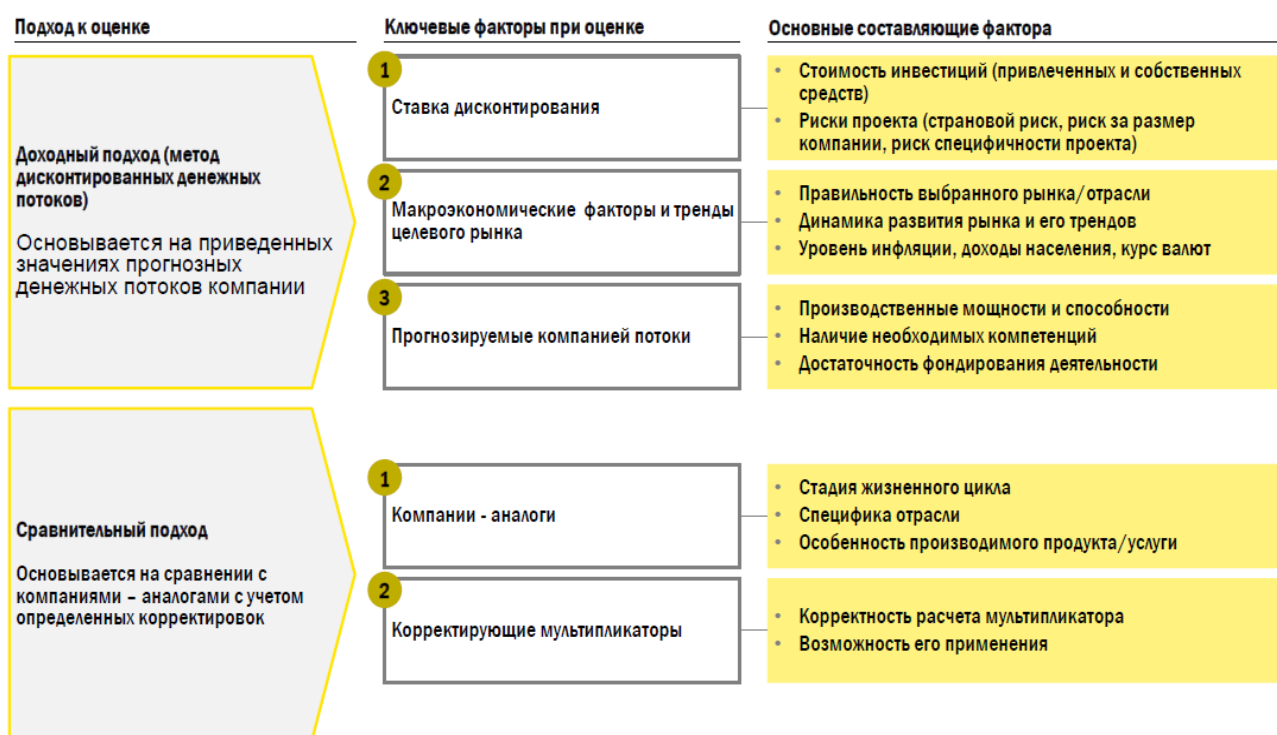 Подход к оценке
Ключевые факторы при оценке
Основные составляющие фактора
Доходный подход (метод
дисконтированных денежных
потоков)
Основывается на приведенных
значениях прогнозных
денежных потоков компании
1
Ставка дисконтирования
• Стоимость инвестиций (привлеченных и собственных
средств)
• Риски проекта (страновой риск, риск за размер
компании, риск специфичности проекта)
2
Макроэкономические факторы и тренды
целевого рынка
• Правильность выбранного рынка/отрасли
• Динамика развития рынка и его трендов
• Уровень инфляции, доходы населения, курс валют
3
Прогнозируемые компанией потоки
• Производственные мощности и способности
• Наличие необходимых компетенций
• Достаточность фондирования деятельности
Сравнительный подход
Основывается на сравнении с
компаниями – аналогами с учетом
определенных корректировок
1
Компании - аналоги
• Стадия жизненного цикла
• Специфика отрасли
• Особенность производимого продукта/услуги
2
Корректирующие мультипликаторы
• Корректность расчета мультипликатора
• Возможность его применения